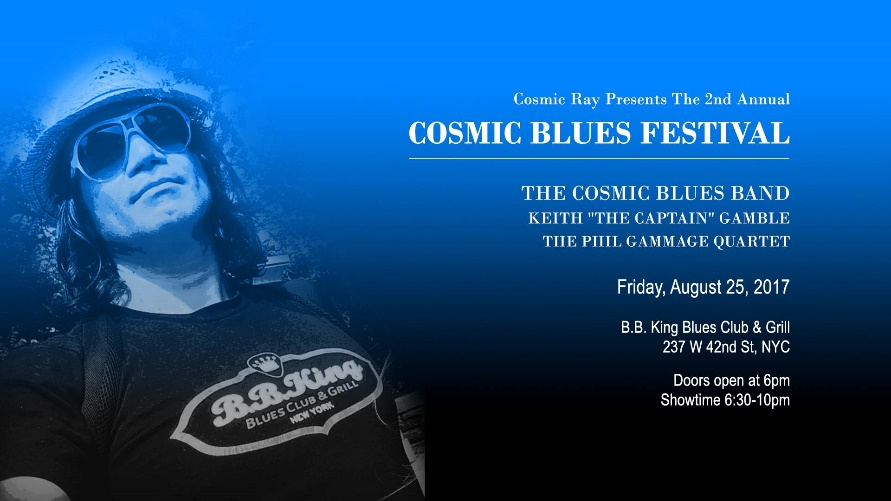 Cosmic Ray Presents The 2nd Annual
COSMIC BLUES FESTIVAL
THE COSMIC BLUES BAND
KEITH "THE CAPTAIN" GAMBLE
THE PHIL GAMMAGE QUARTET
Friday, August 25, 2017
B.B. King Blues Club & Grill
237 W 42nd St, NYC
Doors open at 6pm
Showtime 6:30-10pm
B.B.King
BLUES CLUB & GRILL
NEW YORK